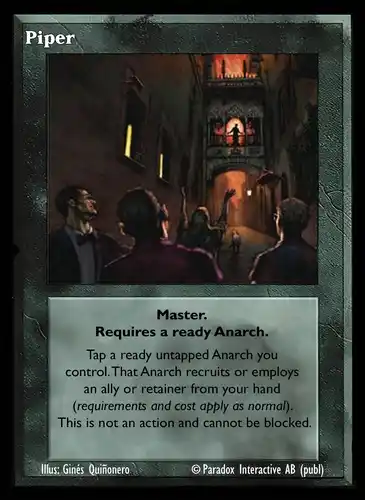 Piper
Master.
Requires a ready Anarch.
Tap a ready untapped Anarch you
control. That Anarch recruits or employs
an ally or retainer from your hand
(requirements and cost apply as normal).
This is not an action and cannot be blocked.
Illus: Ginés Quiñonero © Paradox Interactive AB (publ)